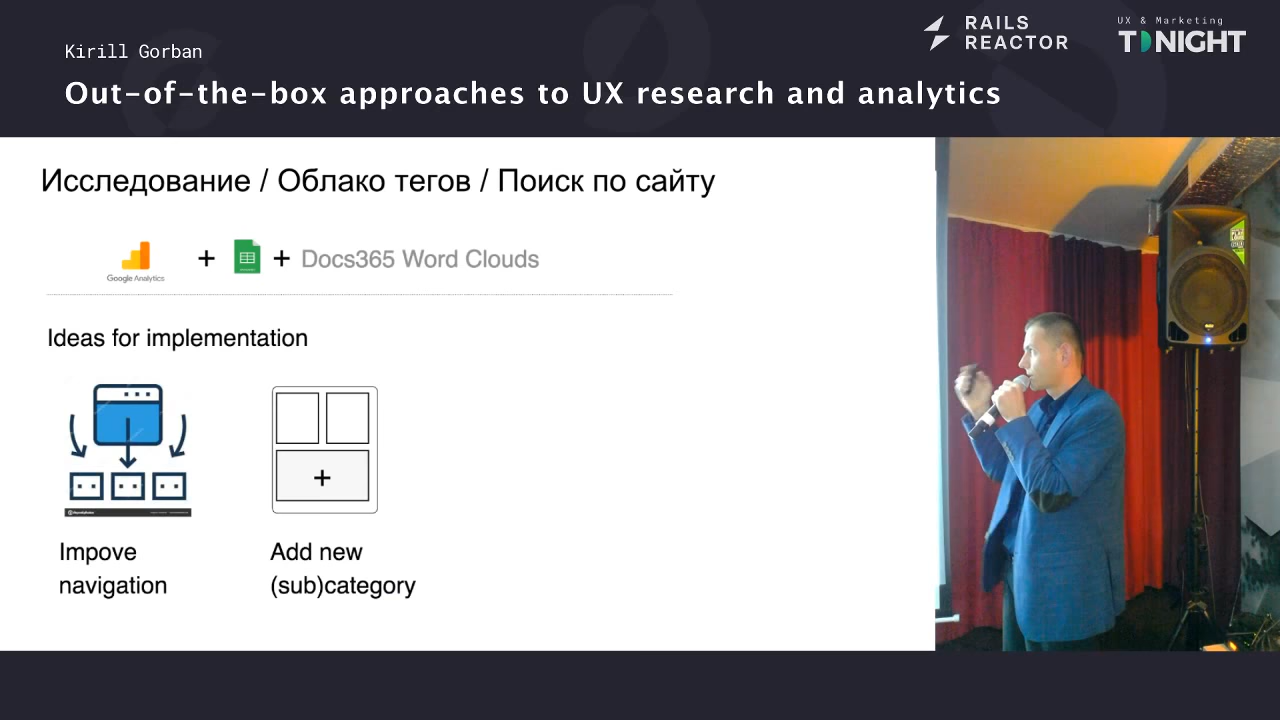 Kirill Gorban
Out-of-the-box approaches to UX research and analytics
RAILS
REACTOR
UX & Marketing
TONIGHT
Исследование / Облако тегов / Поиск по сайту
Google Analytics
+
+ Docs365 Word Clouds
Ideas for implementation
+
Impove
navigation
Add new
(sub)category